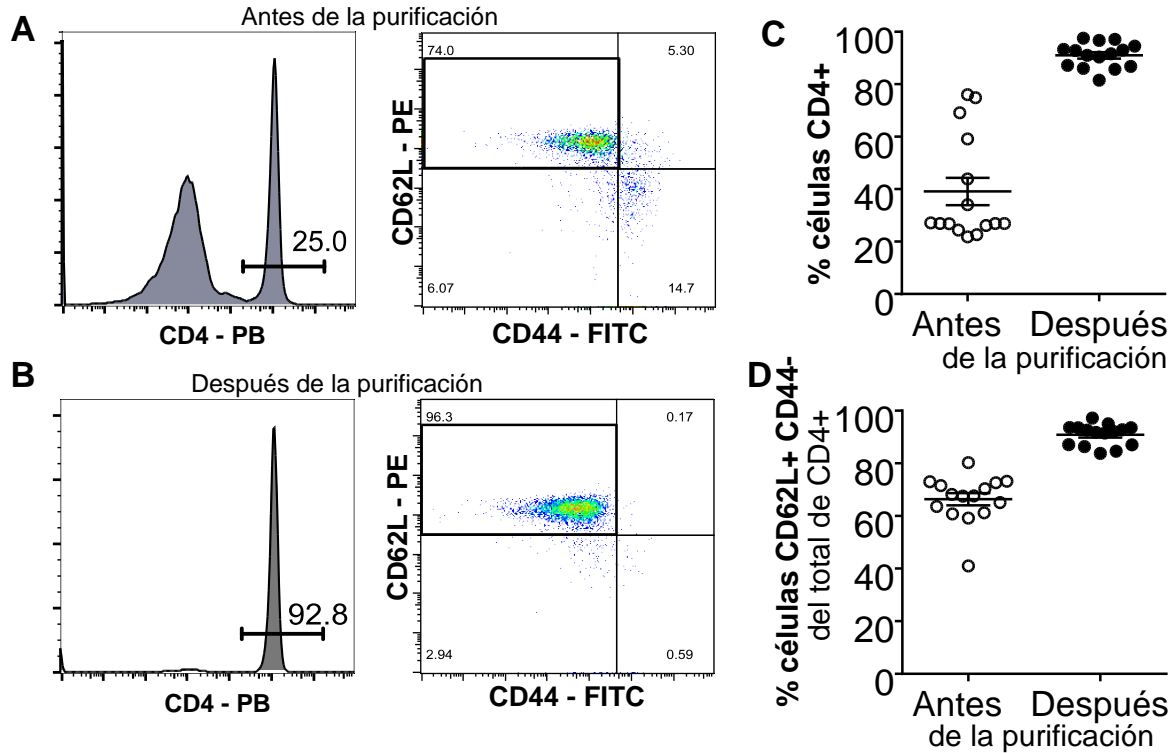 A
Antes de la purificación
25.0
CD4 - PB
74.0
5.30
6.07
14.7
CD62L - PE
CD44 - FITC
B
Después de la purificación
92.8
CD4 - PB
96.3
0.17
2.94
0.59
CD62L - PE
CD44 - FITC
C
% células CD4+
100
80
60
40
20
0
Antes Después
de la purificación
D
% células CD62L+ CD44-
del total de CD4+
100
80
60
40
20
0
Antes Después
de la purificación